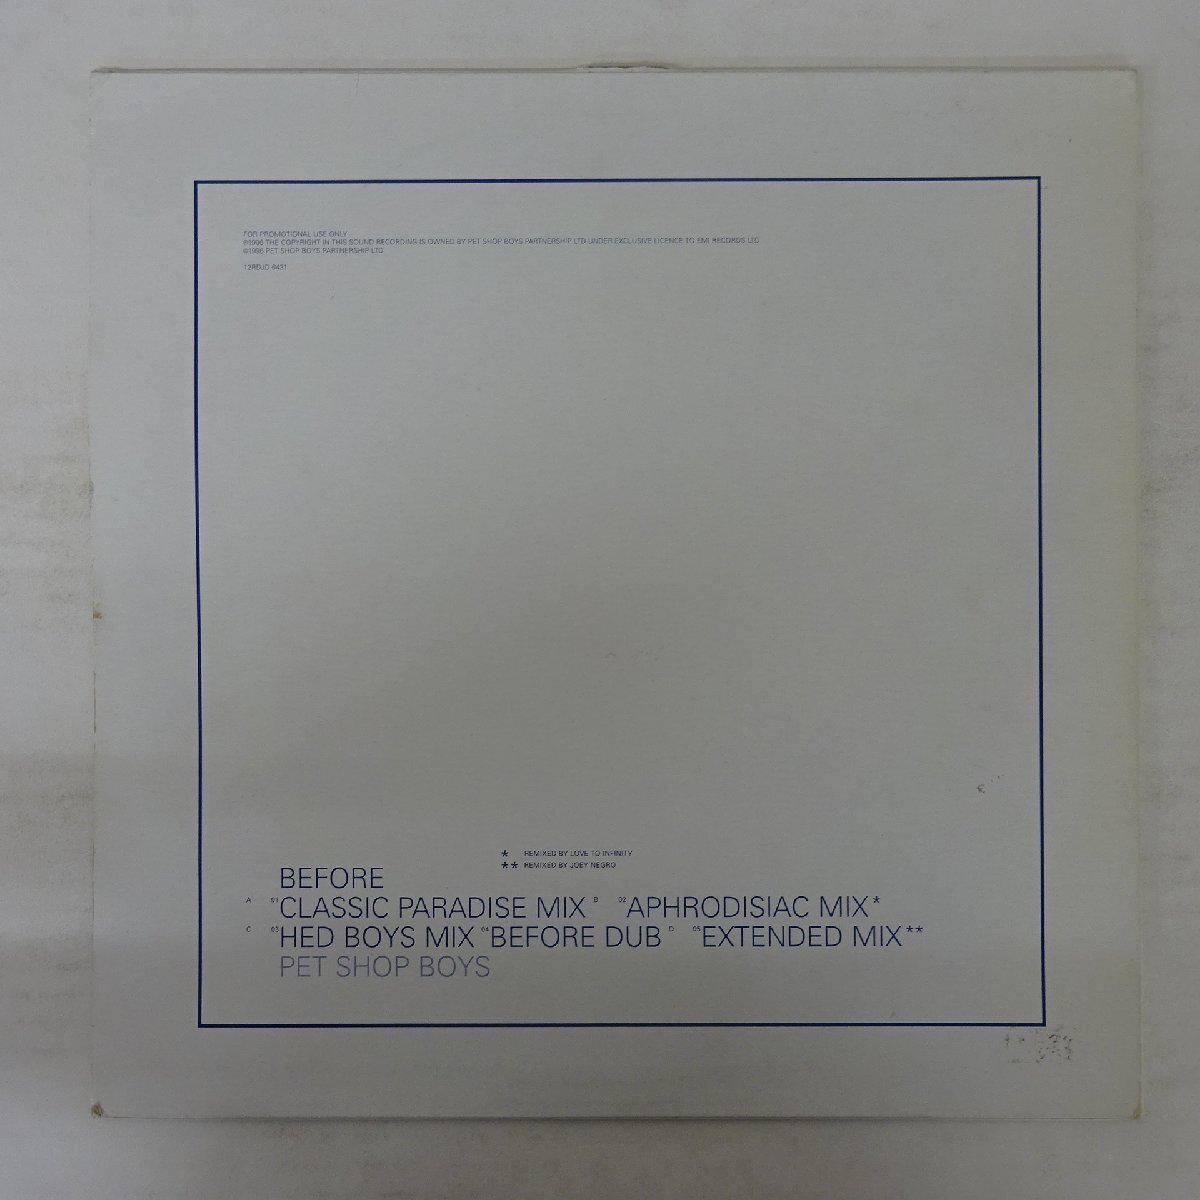 FOR PROMOTIONAL USE ONLY
℗1996 THE COPYRIGHT IN THIS SOUND RECORDING IS OWNED BY PET SHOP BOYS PARTNERSHIP LTD UNDER EXCLUSIVE LICENCE TO EMI RECORDS LTD
©1996 PET SHOP BOYS PARTNERSHIP LTD
12RDJD 6431
* REMIXED BY LOVE TO INFINITY
** REMIXED BY JOEY NEGRO
BEFORE
A 01 CLASSIC PARADISE MIX B 02 APHRODISIAC MIX*
C 03 HED BOYS MIX 04 BEFORE DUB D 05 EXTENDED MIX**
PET SHOP BOYS